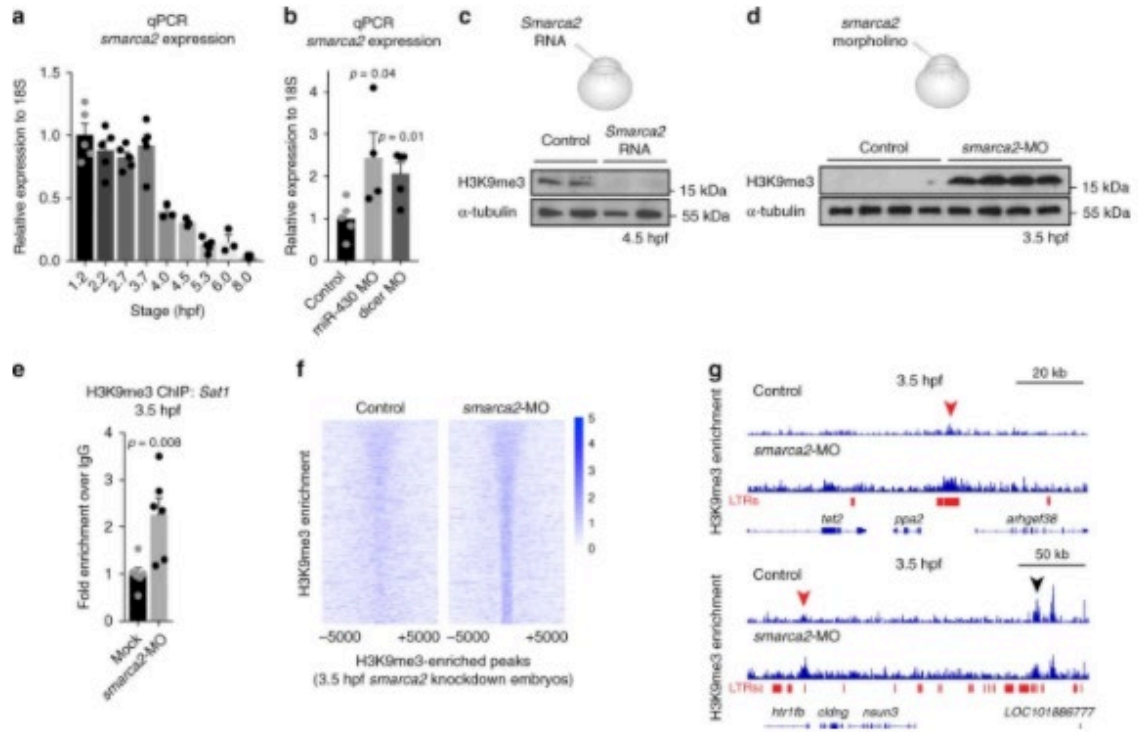 a
qPCR
smarca2 expression
Relative expression to 18S
1.5
1.0
0.5
0.0
1-2
2.2
2.7
3.7
4.0
4.5
5.3
6.0
8.0
Stage (hpf)
b
qPCR
smarca2 expression
Relative expression to 18S
4
3
2
1
0
p = 0.04
p = 0.01
Control
miR-430 MO
dicer MO
c
Smarca2
RNA
Control
Smarca2
RNA
H3K9me3
15 kDa
α-tubulin
55 kDa
4.5 hpf
d
smarca2
morpholino
Control
smarca2-MO
H3K9me3
15 kDa
α-tubulin
55 kDa
3.5 hpf
e
H3K9me3 ChIP: Sat1
3.5 hpf
Fold enrichment over IgG
4
3
2
1
0
p = 0.008
Mock
smarca2-MO
f
Control
smarca2-MO
H3K9me3 enrichment
5
4
3
2
1
0
−5000
+5000
−5000
+5000
H3K9me3-enriched peaks
(3.5 hpf smarca2 knockdown embryos)
g
H3K9me3 enrichment
3.5 hpf
20 kb
Control
smarca2-MO
LTRs
tet2
ppa2
arhgef38
H3K9me3 enrichment
3.5 hpf
50 kb
Control
smarca2-MO
LTRs
htr1fb
cldng
nsun3
LOC101886777